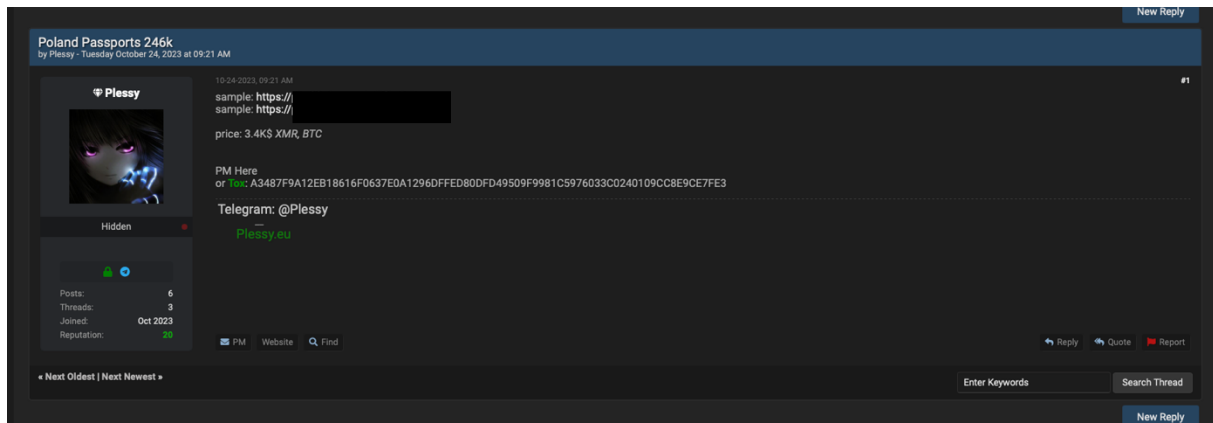 New Reply
Poland Passports 246k
by Plessy - Tuesday October 24, 2023 at 09:21 AM
Plessy
Hidden
Posts: 6
Threads: 3
Joined: Oct 2023
Reputation: 20
10-24-2023, 09:21 AM #1
sample: https://
sample: https://
price: 3.4K$ XMR, BTC
PM Here
or Tox: A3487F9A12EB18616F0637E0A1296DFFED80DFD49509F9981C5976033C0240109CC8E9CE7FE3
Telegram: @Plessy
Plessy.eu
PM Website Find Reply Quote Report
« Next Oldest | Next Newest » Enter Keywords Search Thread
New Reply